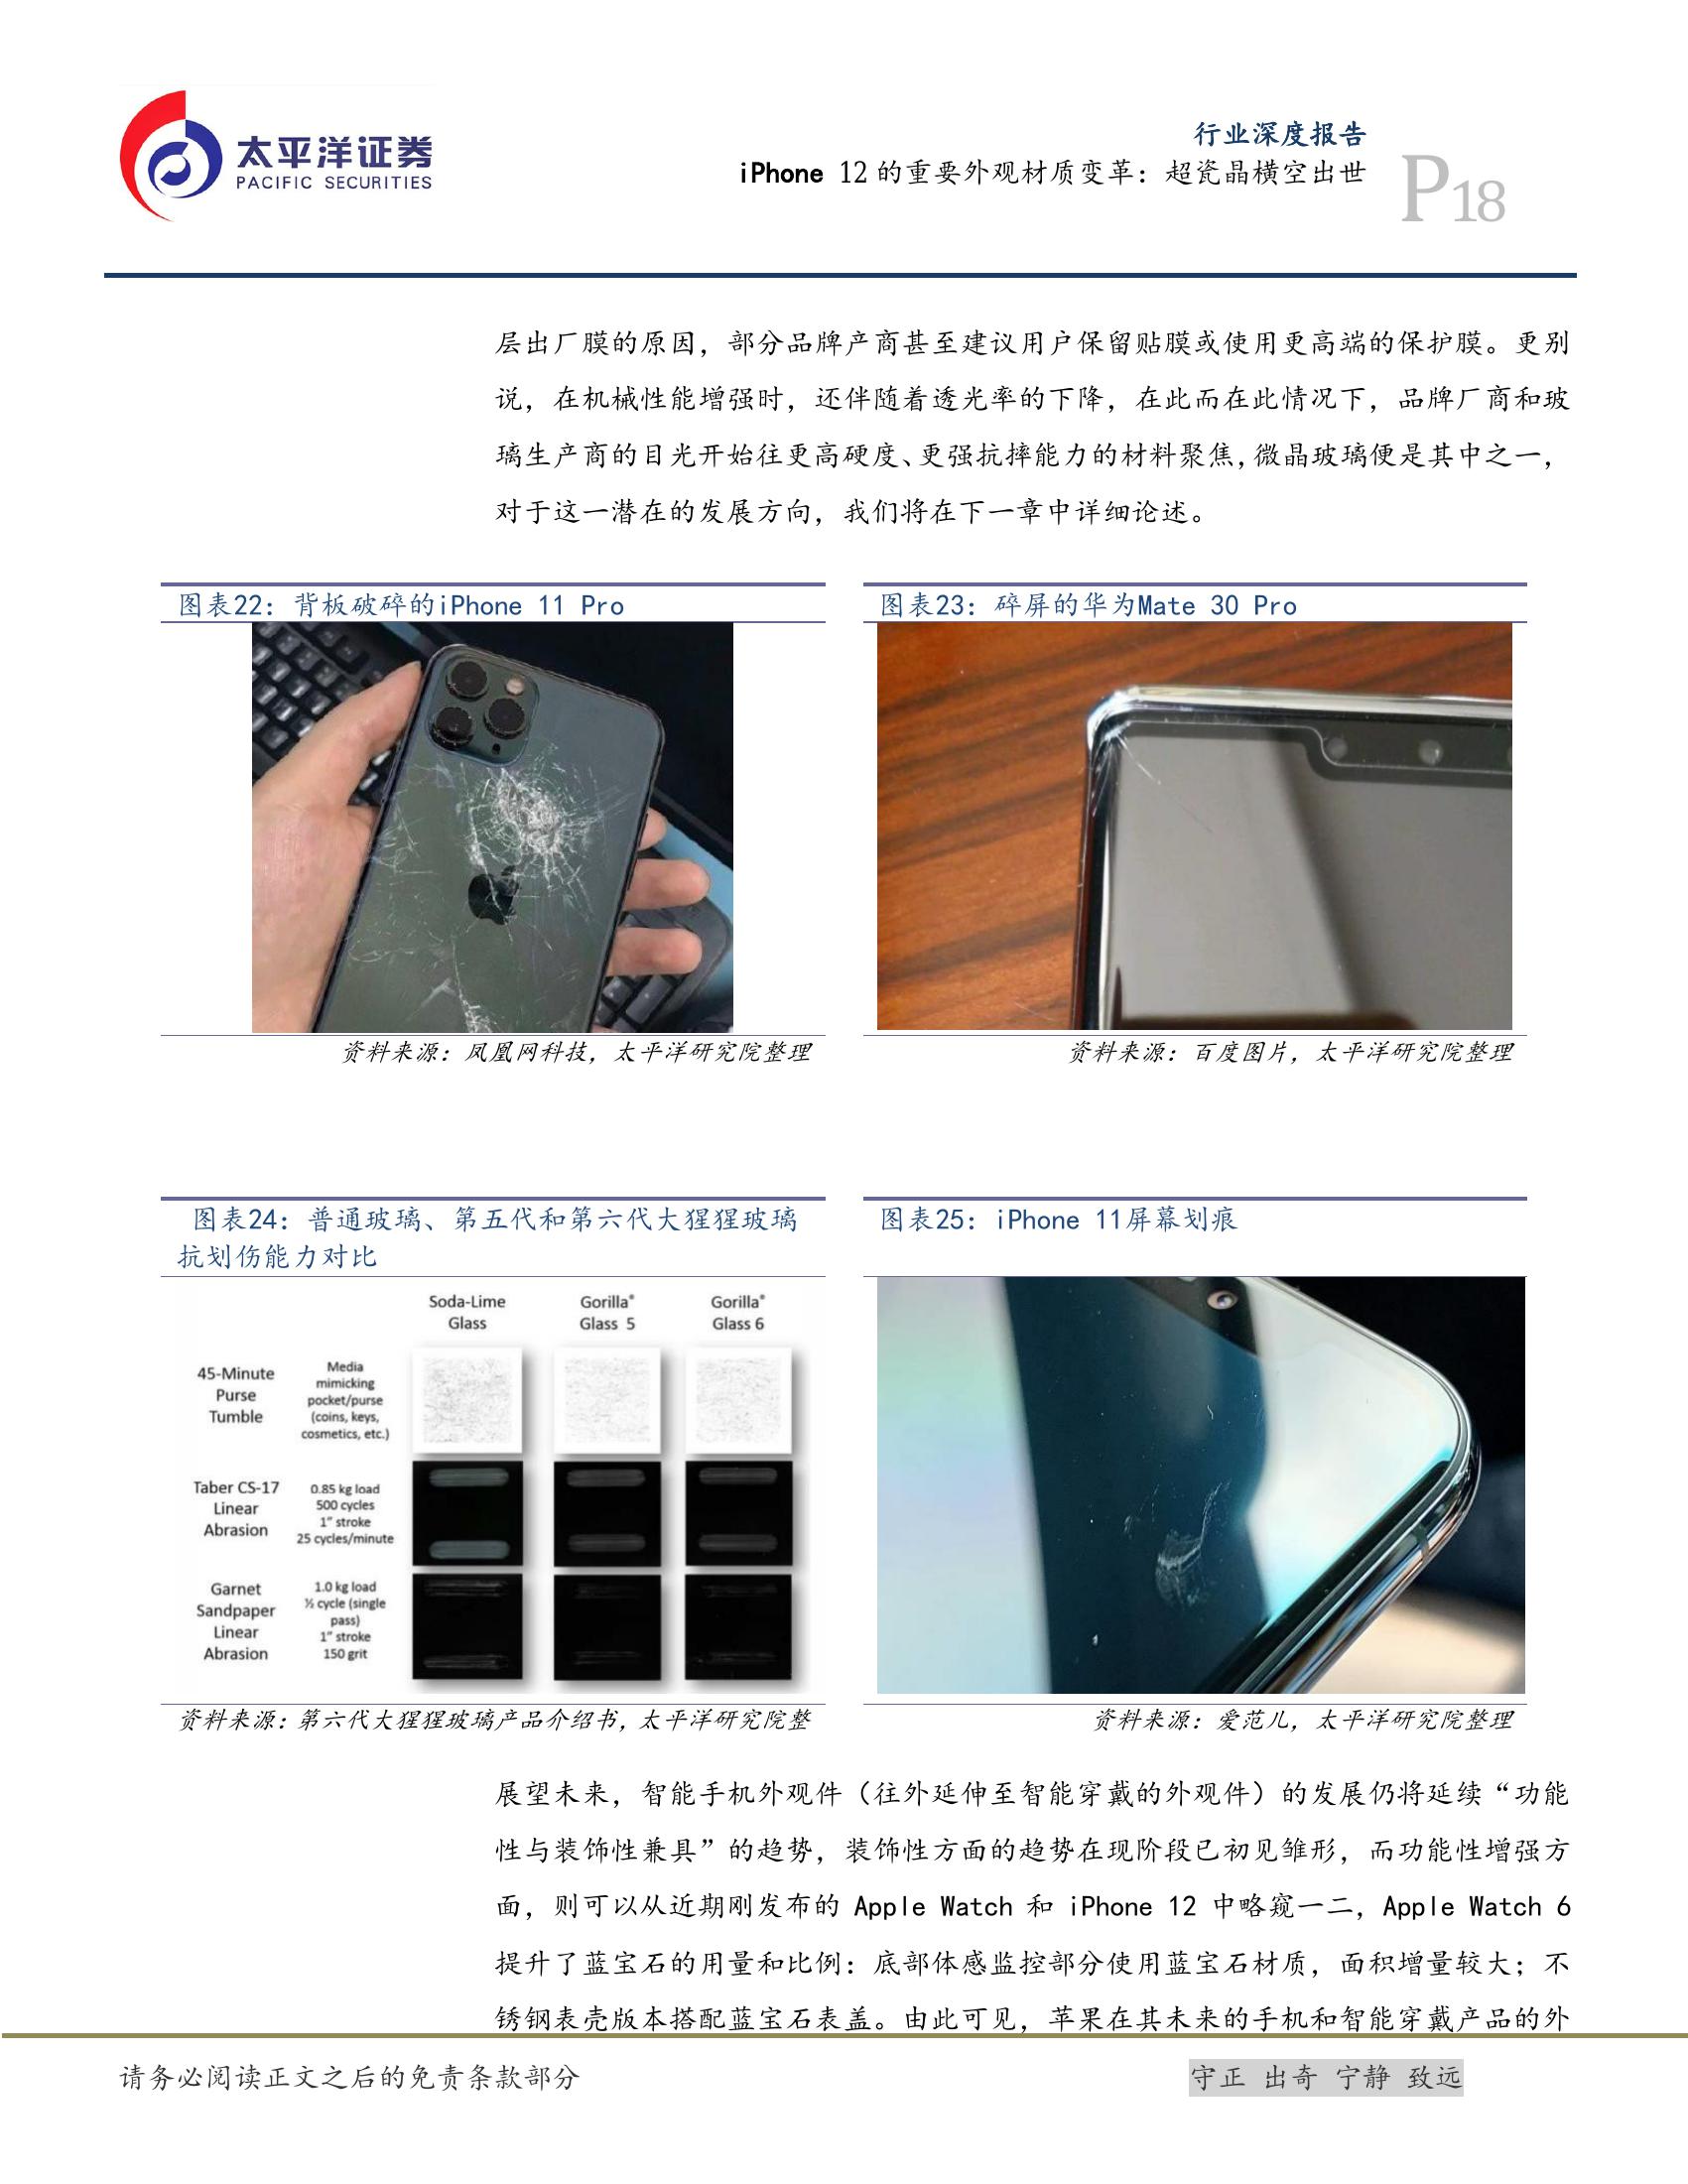 太平洋证券
PACIFIC SECURITIES
行业深度报告
iPhone 12 的重要外观材质变革：超瓷晶横空出世
P18
层出厂膜的原因，部分品牌产商甚至建议用户保留贴膜或使用更高端的保护膜。更别
说，在机械性能增强时，还伴随着透光率的下降，在此而在此情况下，品牌厂商和玻
璃生产商的目光开始往更高硬度、更强抗摔能力的材料聚焦，微晶玻璃便是其中之一，
对于这一潜在的发展方向，我们将在下一章中详细论述。
图表22：背板破碎的iPhone 11 Pro
图表23：碎屏的华为Mate 30 Pro
资料来源：凤凰网科技，太平洋研究院整理
资料来源：百度图片，太平洋研究院整理
图表24：普通玻璃、第五代和第六代大猩猩玻璃
抗划伤能力对比
图表25：iPhone 11屏幕划痕
Soda-Lime
Glass
Gorilla®
Glass 5
Gorilla®
Glass 6
45-Minute
Purse
Tumble
Media
mimicking
pocket/purse
(coins, keys,
cosmetics, etc.)
Taber CS-17
Linear
Abrasion
0.85 kg load
500 cycles
1" stroke
25 cycles/minute
Garnet
Sandpaper
Linear
Abrasion
1.0 kg load
½ cycle (single
pass)
1" stroke
150 grit
资料来源：第六代大猩猩玻璃产品介绍书，太平洋研究院整
资料来源：爱范儿，太平洋研究院整理
展望未来，智能手机外观件（往外延伸至智能穿戴的外观件）的发展仍将延续“功能
性与装饰性兼具”的趋势，装饰性方面的趋势在现阶段已初见雏形，而功能性增强方
面，则可以从近期刚发布的 Apple Watch 和 iPhone 12 中略窥一二，Apple Watch 6
提升了蓝宝石的用量和比例：底部体感监控部分使用蓝宝石材质，面积增量较大；不
锈钢表壳版本搭配蓝宝石表盖。由此可见，苹果在其未来的手机和智能穿戴产品的外
请务必阅读正文之后的免责条款部分
守正 出奇 宁静 致远